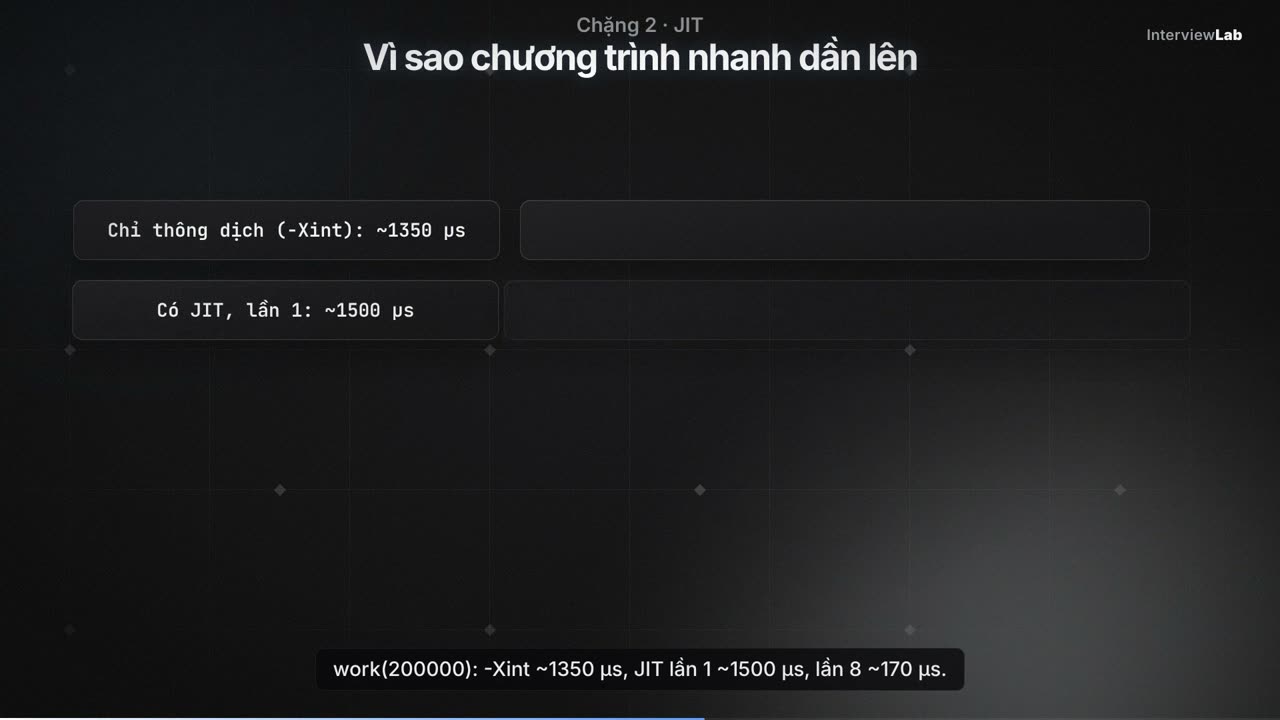 Chặng 2 · JIT
InterviewLab
Vì sao chương trình nhanh dần lên
Chỉ thông dịch (-Xint): ~1350 µs
Có JIT, lần 1: ~1500 µs
work(200000): -Xint ~1350 µs, JIT lần 1 ~1500 µs, lần 8 ~170 µs.